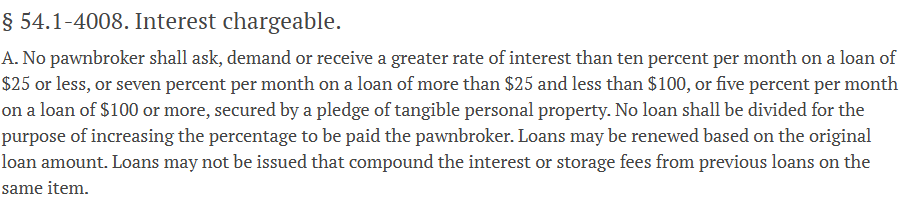 § 54.1-4008. Interest chargeable.
A. No pawnbroker shall ask, demand or receive a greater rate of interest than ten percent per month on a loan of
$25 or less, or seven percent per month on a loan of more than $25 and less than $100, or five percent per month
on a loan of $100 or more, secured by a pledge of tangible personal property. No loan shall be divided for the
purpose of increasing the percentage to be paid the pawnbroker. Loans may be renewed based on the original
loan amount. Loans may not be issued that compound the interest or storage fees from previous loans on the
same item.